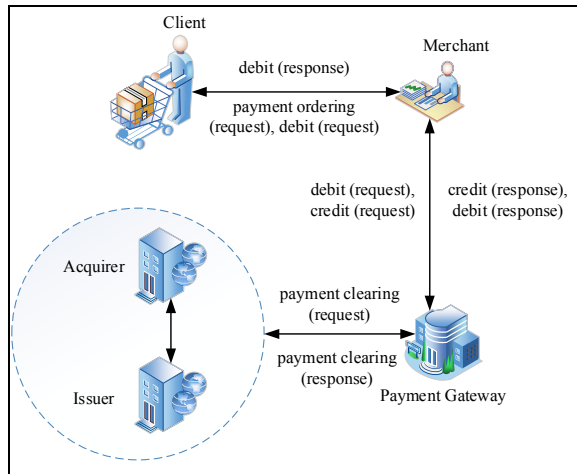 Client
Merchant
debit (response)
payment ordering
(request), debit (request)
debit (request),
credit (request)
credit (response),
debit (response)
Acquirer
payment clearing
(request)
payment clearing
(response)
Issuer
Payment Gateway